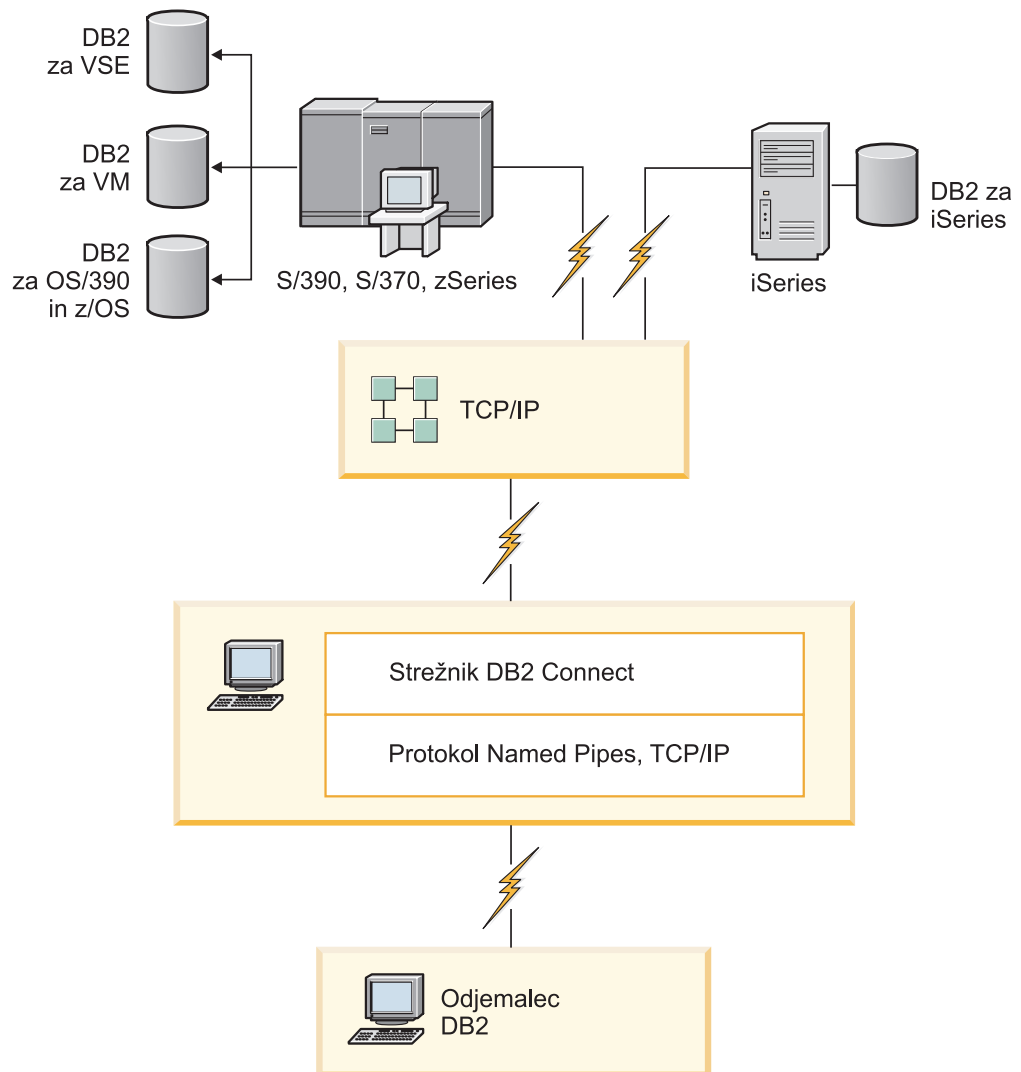 DB2
za VSE
DB2
za VM
DB2
za OS/390
in z/OS
S/390, S/370, zSeries
iSeries
DB2 za
iSeries
TCP/IP
Strežnik DB2 Connect
Protokol Named Pipes, TCP/IP
Odjemalec
DB2